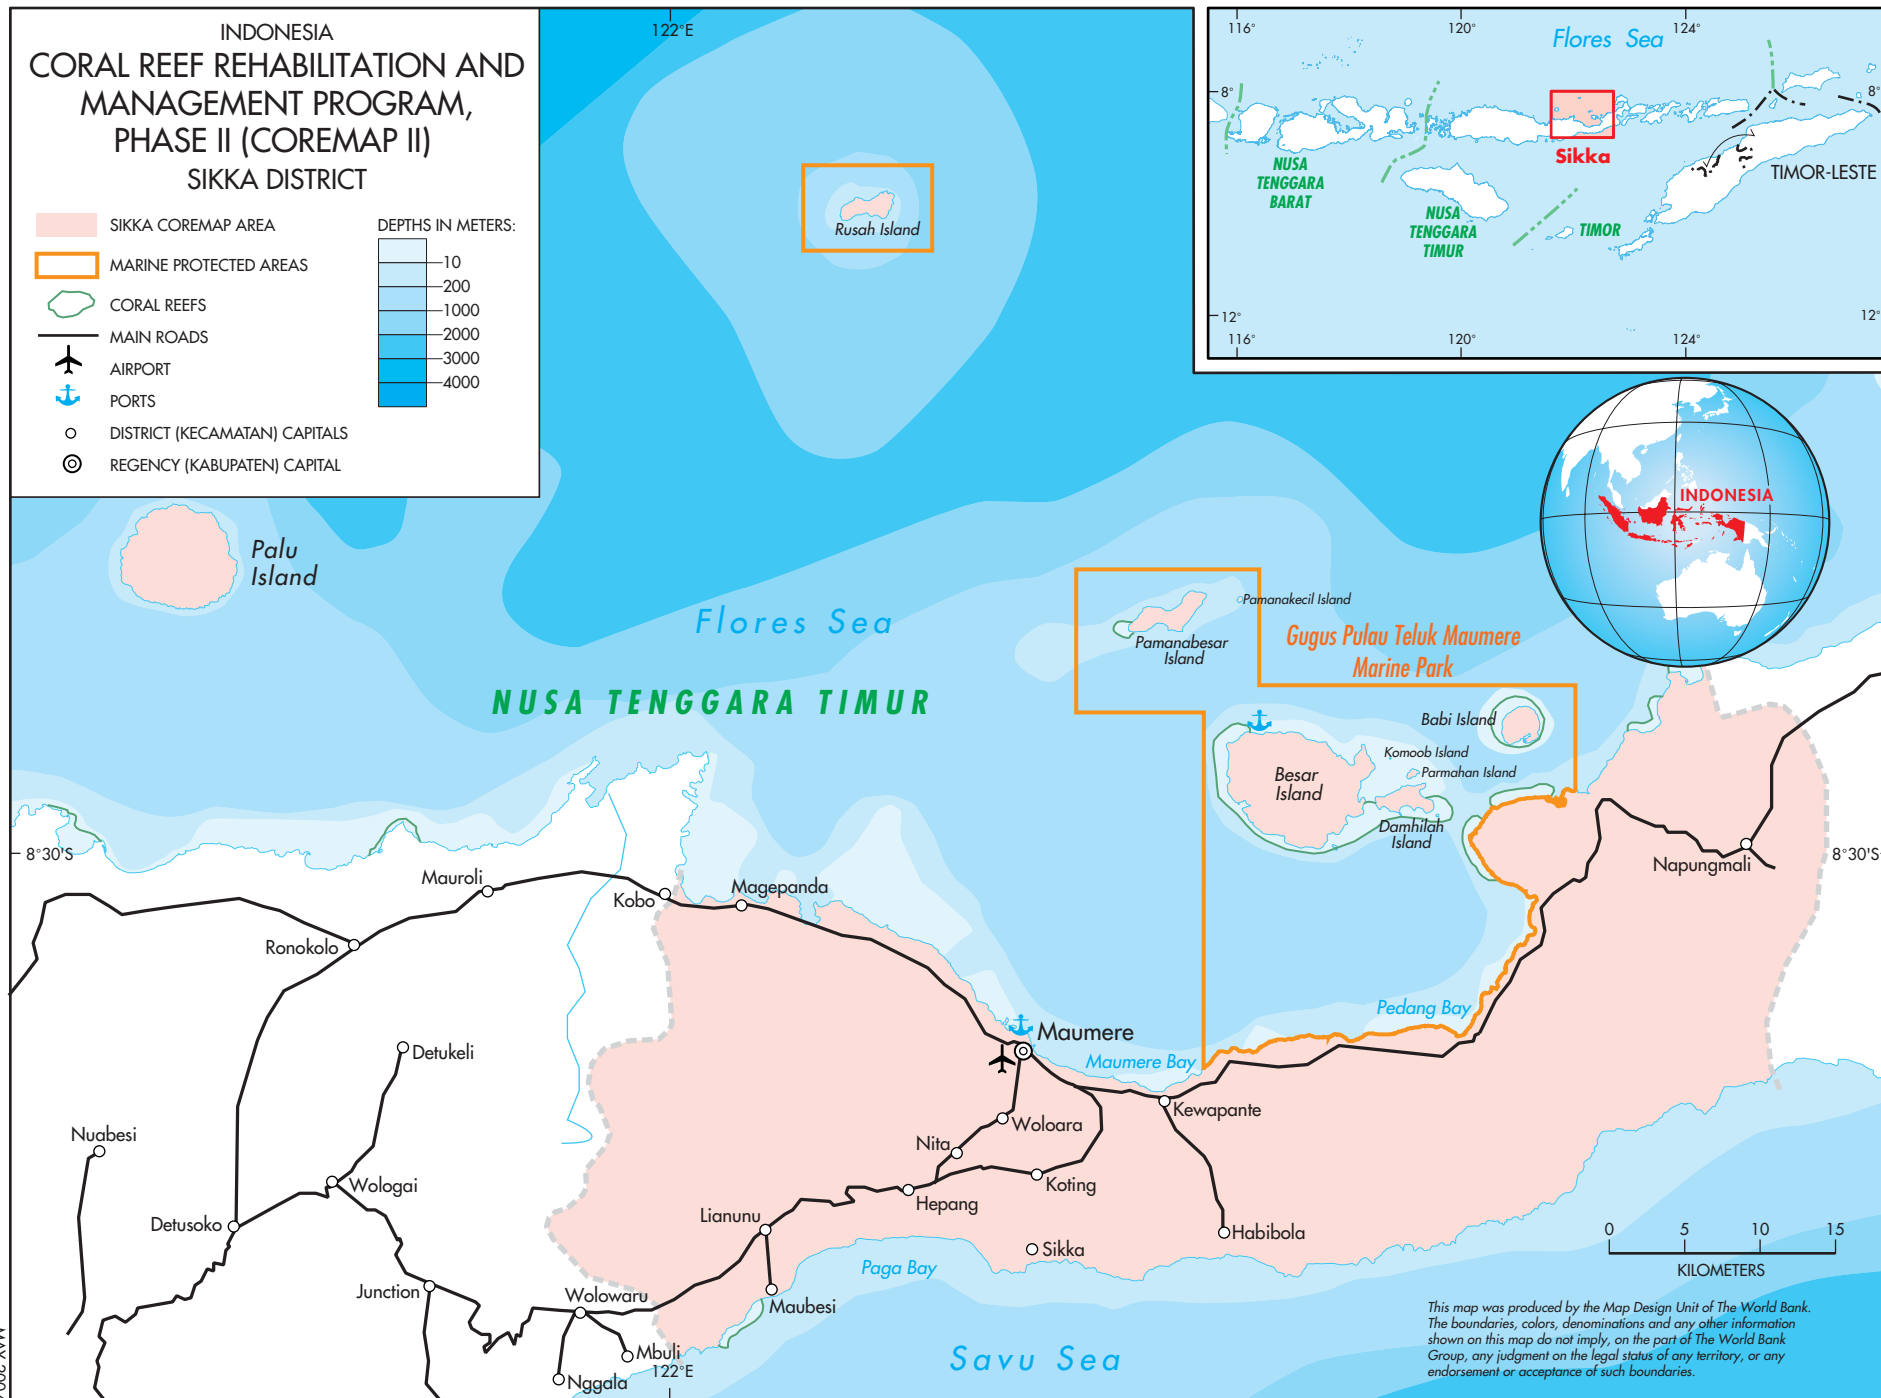 INDONESIA
CORAL REEF REHABILITATION AND
MANAGEMENT PROGRAM,
PHASE II (COREMAP II)
SIKKA DISTRICT
SIKKA COREMAP AREA
MARINE PROTECTED AREAS
CORAL REEFS
MAIN ROADS
AIRPORT
PORTS
DISTRICT (KECAMATAN) CAPITALS
REGENCY (KABUPATEN) CAPITAL
DEPTHS IN METERS:
10
200
1000
2000
3000
4000
122°E
Rusah Island
116°
120°
124°
Flores Sea
8°
8°
Sikka
NUSA
TENGGARA
BARAT
NUSA
TENGGARA
TIMUR
TIMOR
TIMOR-LESTE
12°
12°
116°
120°
124°
INDONESIA
Palu
Island
Flores Sea
NUSA TENGGARA TIMUR
Pamanakecil Island
Pamanabesar
Island
Gugus Pulau Teluk Maumere
Marine Park
Babi Island
Komoob Island
Parmahan Island
Besar
Island
Damhilah
Island
8°30'S
8°30'S
Napungmali
Mauroli
Kobo
Magepanda
Ronokolo
Pedang Bay
Maumere
Maumere Bay
Detukeli
Kewapante
Woloara
Nita
Nuabesi
Wologai
Koting
Hepang
Lianunu
Detusoko
Sikka
Habibola
Paga Bay
Junction
Wolowaru
Maubesi
Mbuli
Nggala
122°E
Savu Sea
0
5
10
15
KILOMETERS
This map was produced by the Map Design Unit of The World Bank.
The boundaries, colors, denominations and any other information
shown on this map do not imply, on the part of The World Bank
Group, any judgment on the legal status of any territory, or any
endorsement or acceptance of such boundaries.